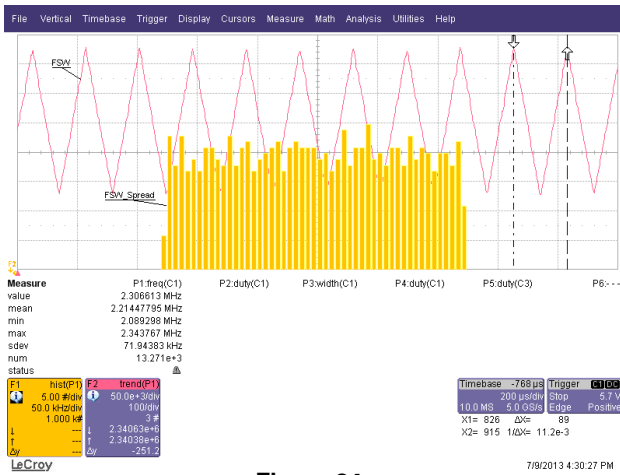 File Vertical Timebase Trigger Display Cursors Measure Math Analysis Utilities Help
FSW
FSW_Spread
F2
Measure P1:freq(C1) P2:duty(C1) P3:width(C1) P4:duty(C1) P5:duty(C3) P6:- - -
value 2.306613 MHz
mean 2.21447795 MHz
min 2.089298 MHz
max 2.343767 MHz
sdev 71.94383 kHz
num 13.271e+3
status
F1 hist(P1)
5.00 #/div
50.0 kHz/div
1.000 k#
↓ ---
↑ ---
Δy ---
F2 trend(P1)
50.0e+3/div
100/div
3 #
↓ 2.34063e+6
↑ 2.34038e+6
Δy -251.2
Timebase -768 µs
200 µs/div
10.0 MS 5.0 GS/s
Trigger C1 DC
Stop 5.7 V
Edge Positive
X1= 826 ΔX= 89
X2= 915 1/ΔX= 11.2e-3
LeCroy
7/9/2013 4:30:27 PM